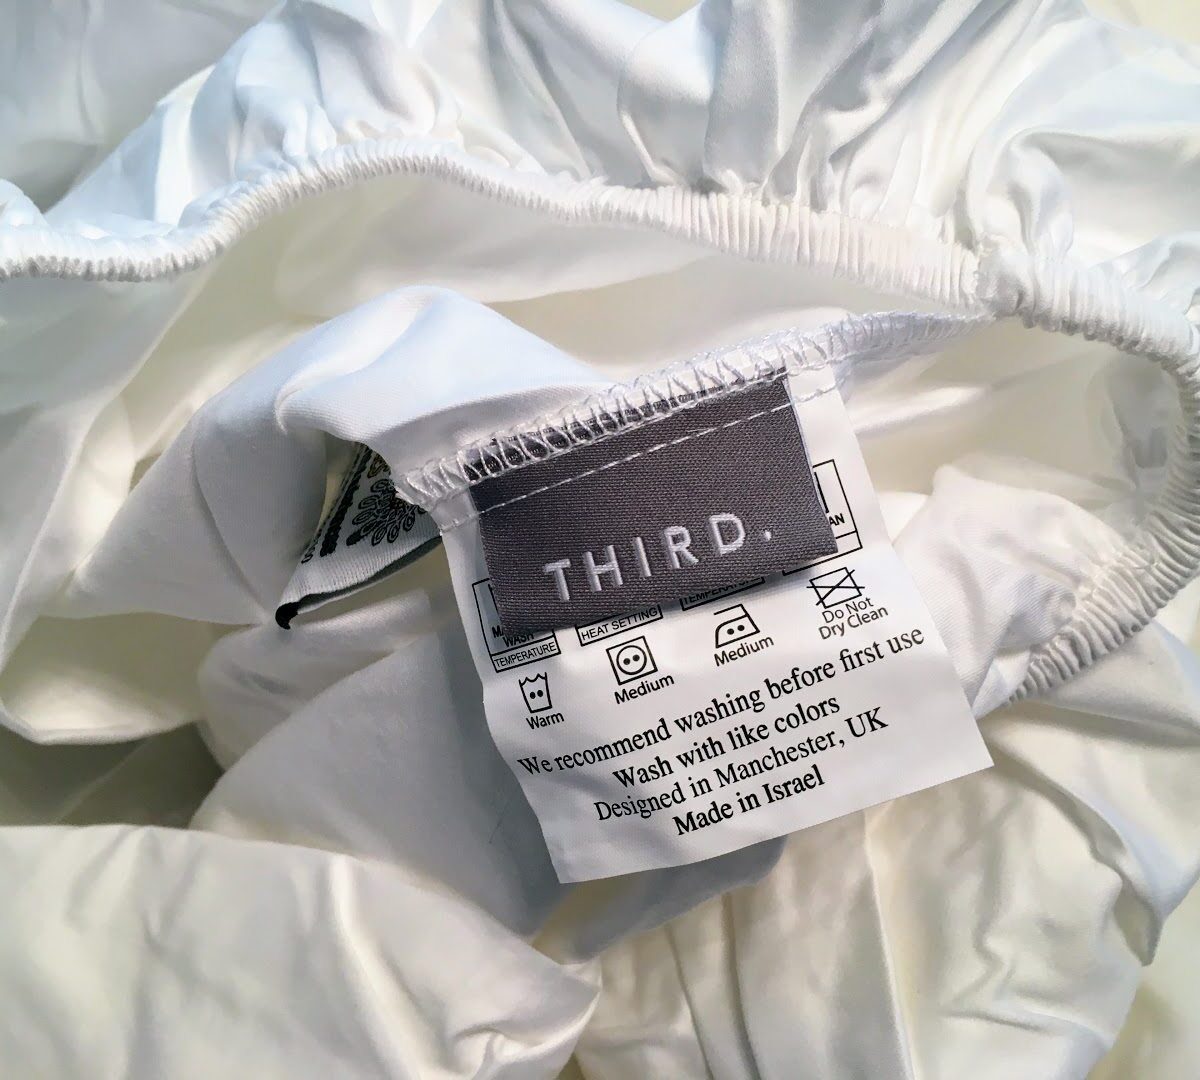 THIRD.
WASH
TEMPERATURE
HEAT SETTING
Warm
Medium
Medium
Do Not
Dry Clean
We recommend washing before first use
Wash with like colors
Designed in Manchester, UK
Made in Israel